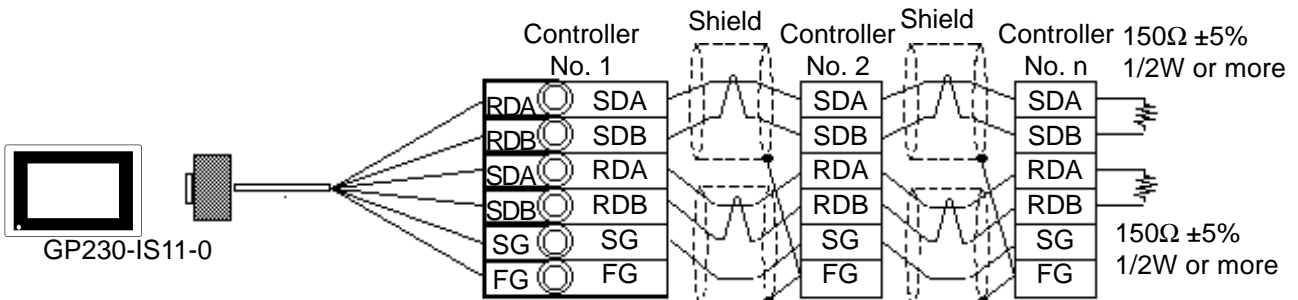 Controller
No. 1
Shield
Controller
No. 2
Shield
Controller
No. n
150Ω ±5%
1/2W or more
RDA SDA SDA SDA
RDB SDB SDB SDB
SDA RDA RDA RDA
SDB RDB RDB RDB
SG SG SG SG
FG FG FG FG
GP230-IS11-0
150Ω ±5%
1/2W or more